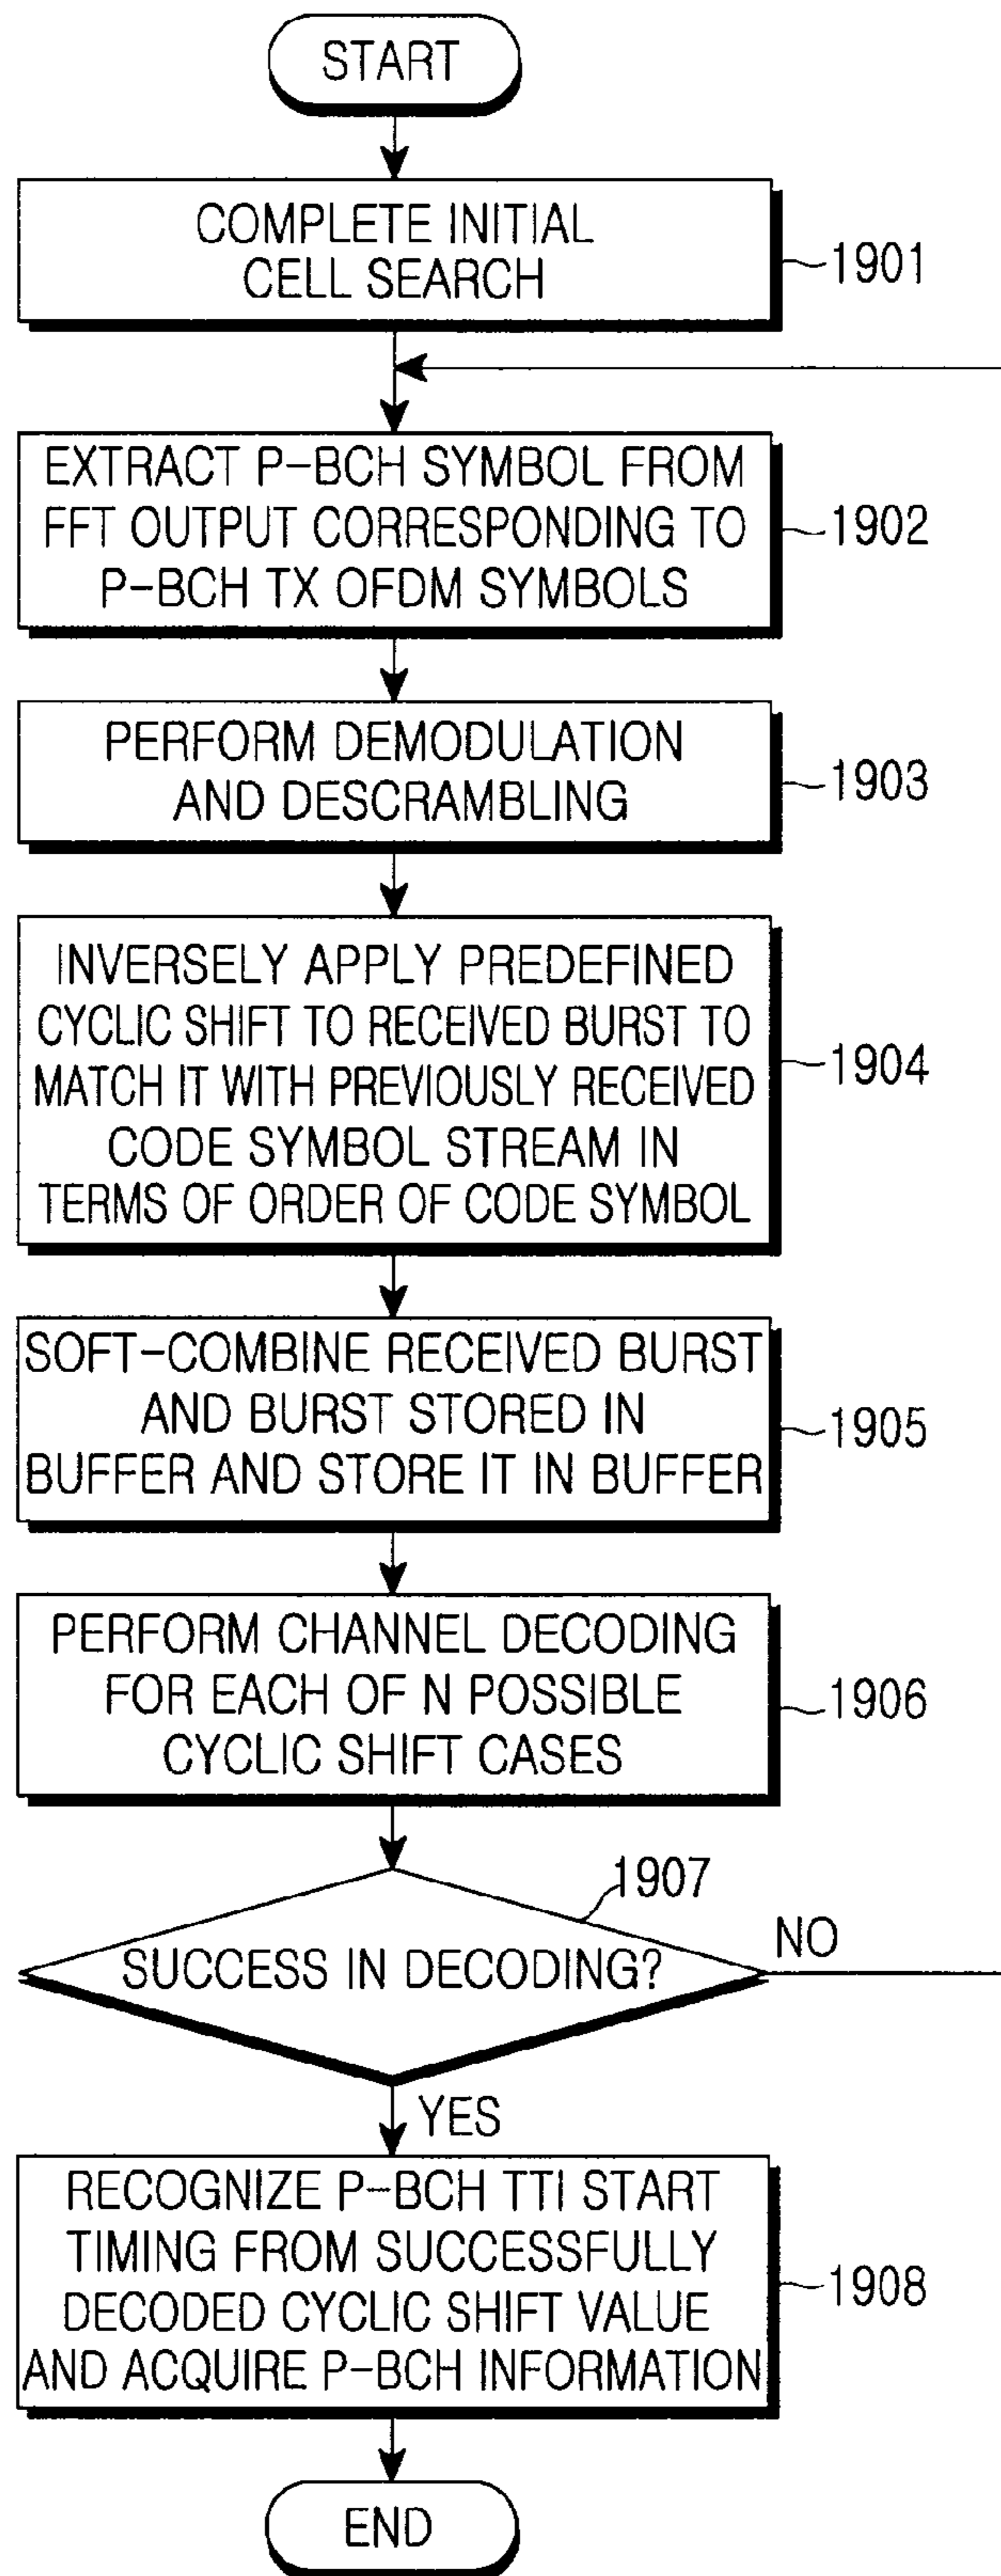 START
COMPLETE INITIAL
CELL SEARCH
1901
EXTRACT P-BCH SYMBOL FROM
FFT OUTPUT CORRESPONDING TO
P-BCH TX OFDM SYMBOLS
1902
PERFORM DEMODULATION
AND DESCRAMBLING
1903
INVERSELY APPLY PREDEFINED
CYCLIC SHIFT TO RECEIVED BURST TO
MATCH IT WITH PREVIOUSLY RECEIVED
CODE SYMBOL STREAM IN
TERMS OF ORDER OF CODE SYMBOL
1904
SOFT-COMBINE RECEIVED BURST
AND BURST STORED IN
BUFFER AND STORE IT IN BUFFER
1905
PERFORM CHANNEL DECODING
FOR EACH OF N POSSIBLE
CYCLIC SHIFT CASES
1906
1907
SUCCESS IN DECODING?
NO
YES
RECOGNIZE P-BCH TTI START
TIMING FROM SUCCESSFULLY
DECODED CYCLIC SHIFT VALUE
AND ACQUIRE P-BCH INFORMATION
1908
END